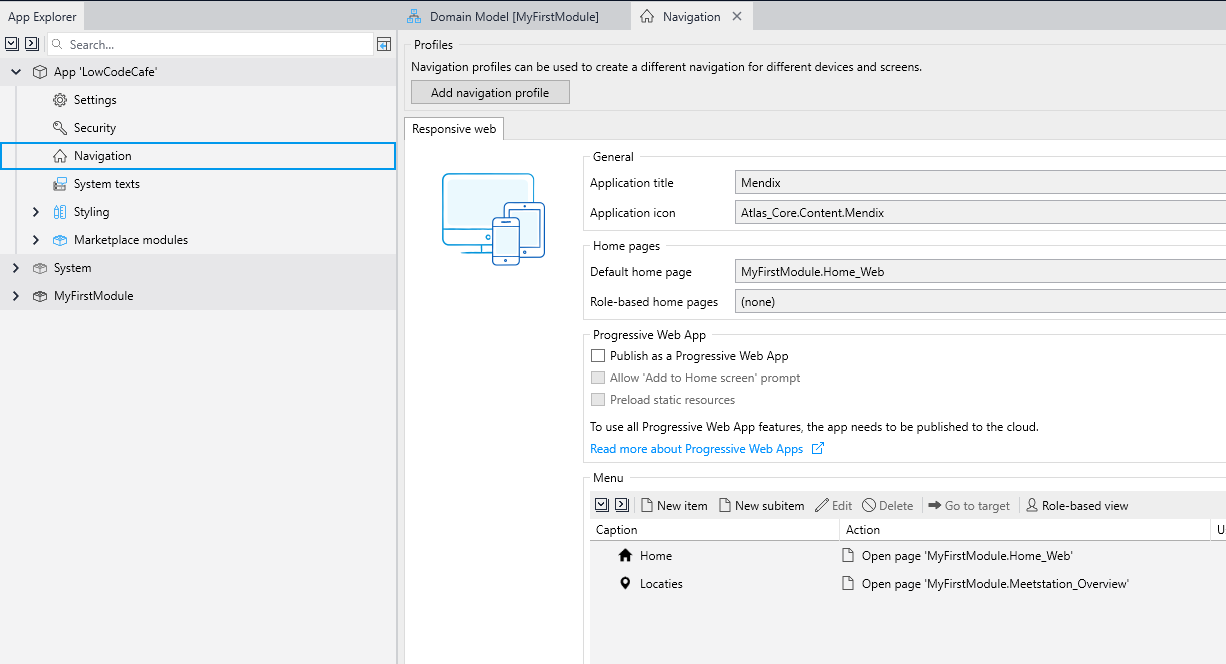 App Explorer
Search...
App 'LowCodeCafe'
Settings
Security
Navigation
System texts
Styling
Marketplace modules
System
MyFirstModule
Domain Model [MyFirstModule]
Navigation
Profiles
Navigation profiles can be used to create a different navigation for different devices and screens.
Add navigation profile
Responsive web
General
Application title Mendix
Application icon Atlas_Core.Content.Mendix
Home pages
Default home page MyFirstModule.Home_Web
Role-based home pages (none)
Progressive Web App
Publish as a Progressive Web App
Allow 'Add to Home screen' prompt
Preload static resources
To use all Progressive Web App features, the app needs to be published to the cloud.
Read more about Progressive Web Apps
Menu
New item New subitem Edit Delete Go to target Role-based view
Caption Action U
Home Open page 'MyFirstModule.Home_Web'
Locaties Open page 'MyFirstModule.Meetstation_Overview'